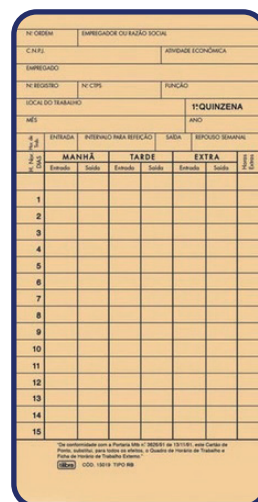 Nº ORDEM EMPREGADOR OU RAZÃO SOCIAL
C.N.P.J. ATIVIDADE ECONÔMICA
EMPREGADO
Nº REGISTRO Nº CTPS FUNÇÃO
LOCAL DO TRABALHO
1ª QUINZENA
MÊS ANO
ENTRADA INTERVALO PARA REFEIÇÃO SAÍDA REPOUSO SEMANAL
DIAS MANHÃ TARDE EXTRA Horas Extras
Entrada Saída Entrada Saída Entrada Saída
1
2
3
4
5
6
7
8
9
10
11
12
13
14
15
"De conformidade com a Portaria Mtb nº 3626/91 de 13/11/91, este Cartão de
Ponto, substitui, para todos os efeitos, o Quadro de Horário de Trabalho e
Ficha de Horário de Trabalho Externo."
tilibra CÓD. 15019 TIPO RB